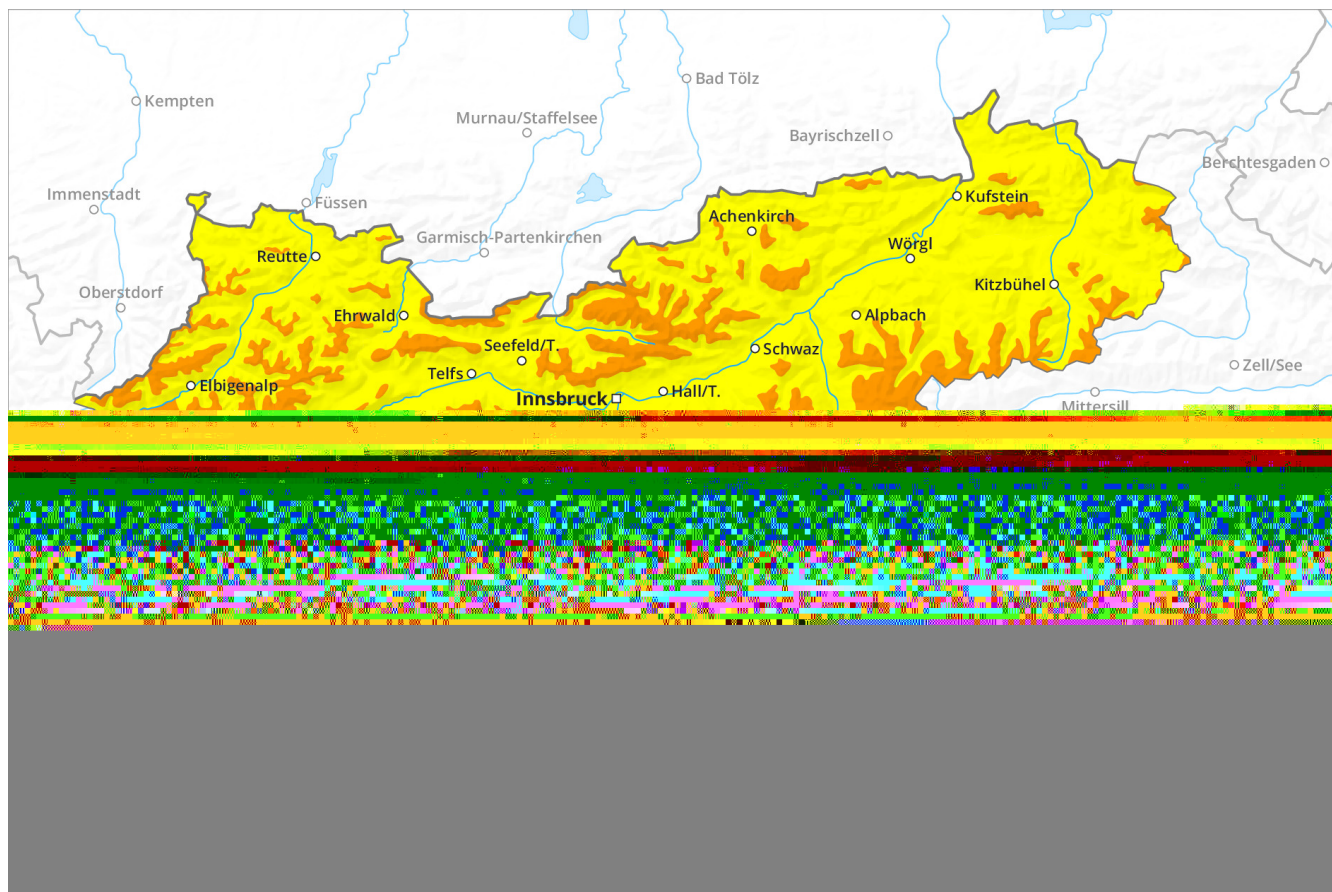 Bad Tölz
Kempten
Murnau/Staffelsee
Bayrischzell
Berchtesgaden
Immenstadt
Füssen
Kufstein
Achenkirch
Garmisch-Partenkirchen
Wörgl
Reutte
Kitzbühel
Oberstdorf
Ehrwald
Alpbach
Seefeld/T.
Schwaz
Zell/See
Telfs
Elbigenalp
Hall/T.
Innsbruck
Mittersill